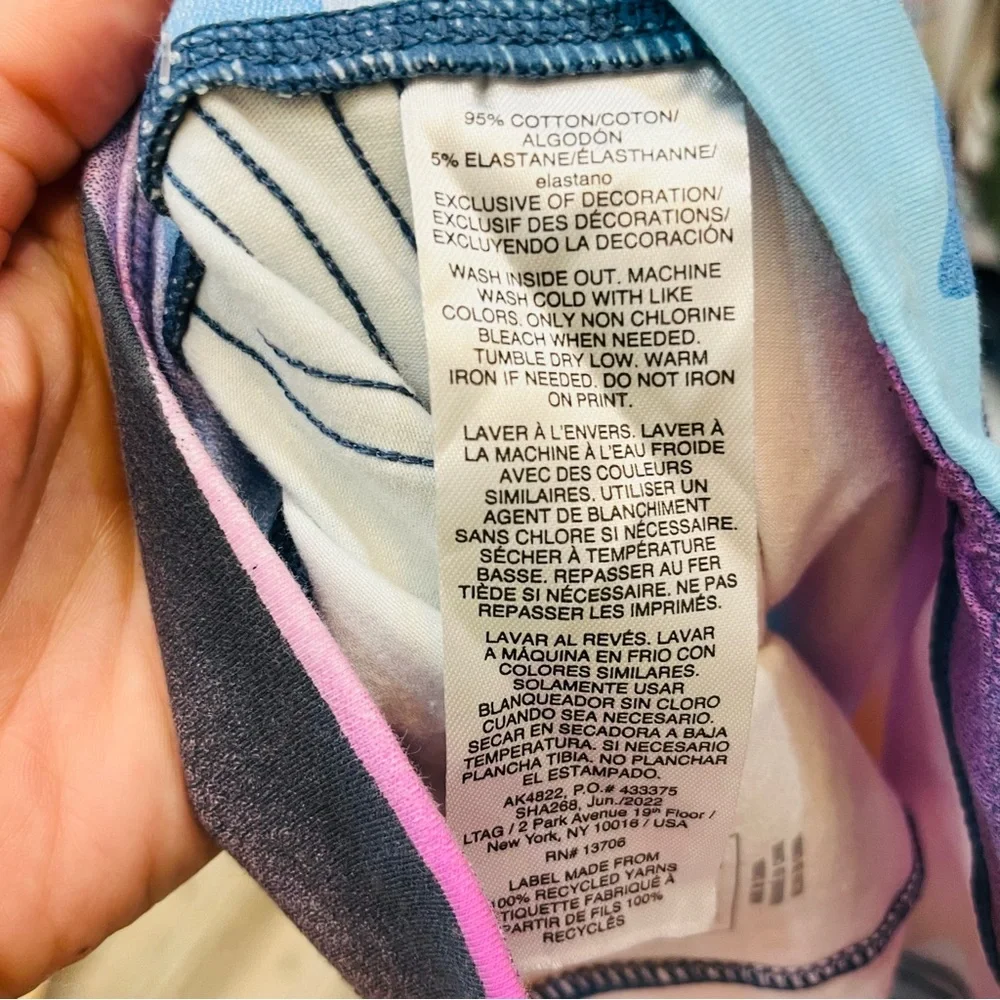 95% COTTON/COTON/
ALGODÓN
5% ELASTANE/ÉLASTHANNE/
elastano
EXCLUSIVE OF DECORATION/
EXCLUSIF DES DÉCORATIONS/
EXCLUYENDO LA DECORACIÓN
WASH INSIDE OUT. MACHINE
WASH COLD WITH LIKE
COLORS. ONLY NON CHLORINE
BLEACH WHEN NEEDED.
TUMBLE DRY LOW. WARM
IRON IF NEEDED. DO NOT IRON
ON PRINT.
LAVER À L'ENVERS. LAVER À
LA MACHINE À L'EAU FROIDE
AVEC DES COULEURS
SIMILAIRES. UTILISER UN
AGENT DE BLANCHIMENT
SANS CHLORE SI NÉCESSAIRE.
SÉCHER À TEMPÉRATURE
BASSE. REPASSER AU FER
TIÈDE SI NÉCESSAIRE. NE PAS
REPASSER LES IMPRIMÉS.
LAVAR AL REVÉS. LAVAR
A MÁQUINA EN FRIO CON
COLORES SIMILARES.
SOLAMENTE USAR
BLANQUEADOR SIN CLORO
CUANDO SEA NECESARIO.
SECAR EN SECADORA A BAJA
TEMPERATURA. SI NECESARIO
PLANCHA TIBIA. NO PLANCHAR
EL ESTAMPADO.
AK4822, P.O.# 433375
SHA268, Jun./2022
LTAG / 2 Park Avenue 19th Floor /
New York, NY 10016 / USA
RN# 13706
LABEL MADE FROM
100% RECYCLED YARNS
ÉTIQUETTE FABRIQUÉ À
PARTIR DE FILS 100%
RECYCLÉS